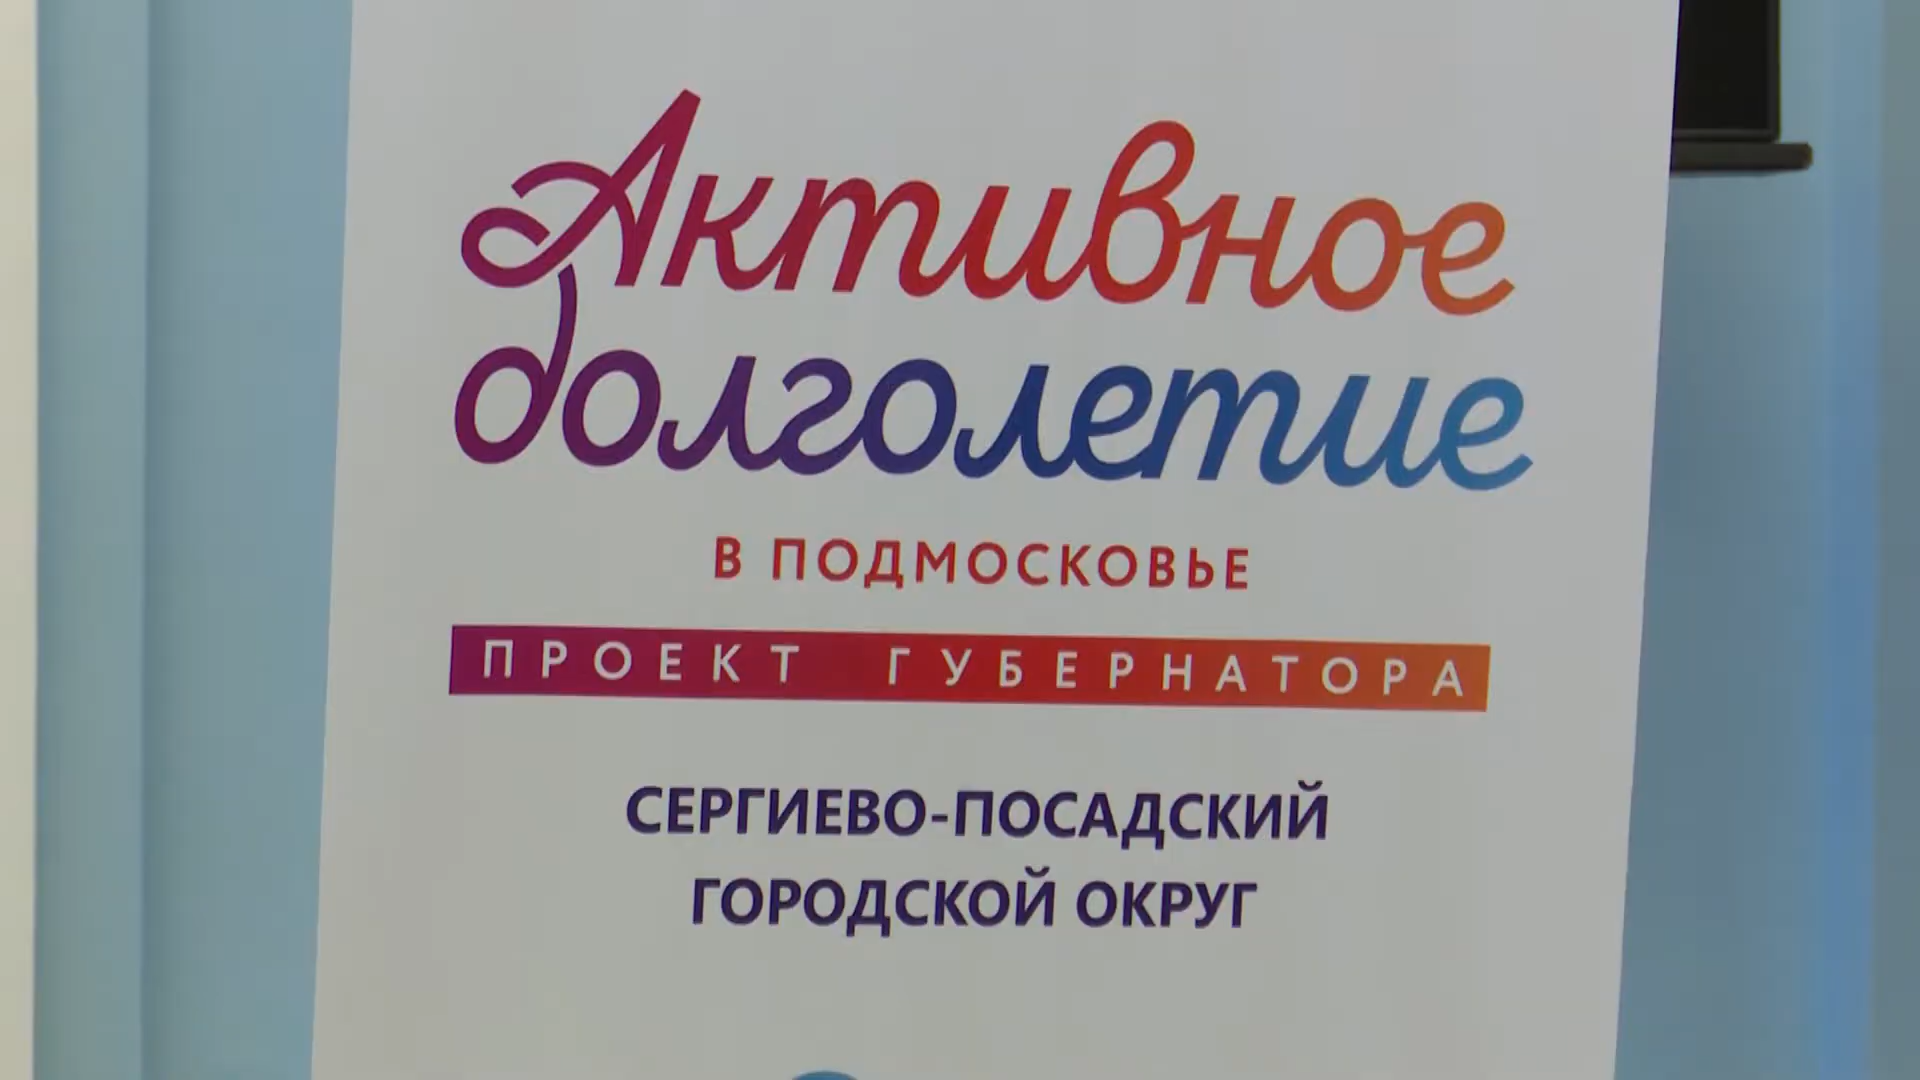 Активное
долголетие
В ПОДМОСКОВЬЕ
ПРОЕКТ ГУБЕРНАТОРА
СЕРГИЕВО-ПОСАДСКИЙ
ГОРОДСКОЙ ОКРУГ